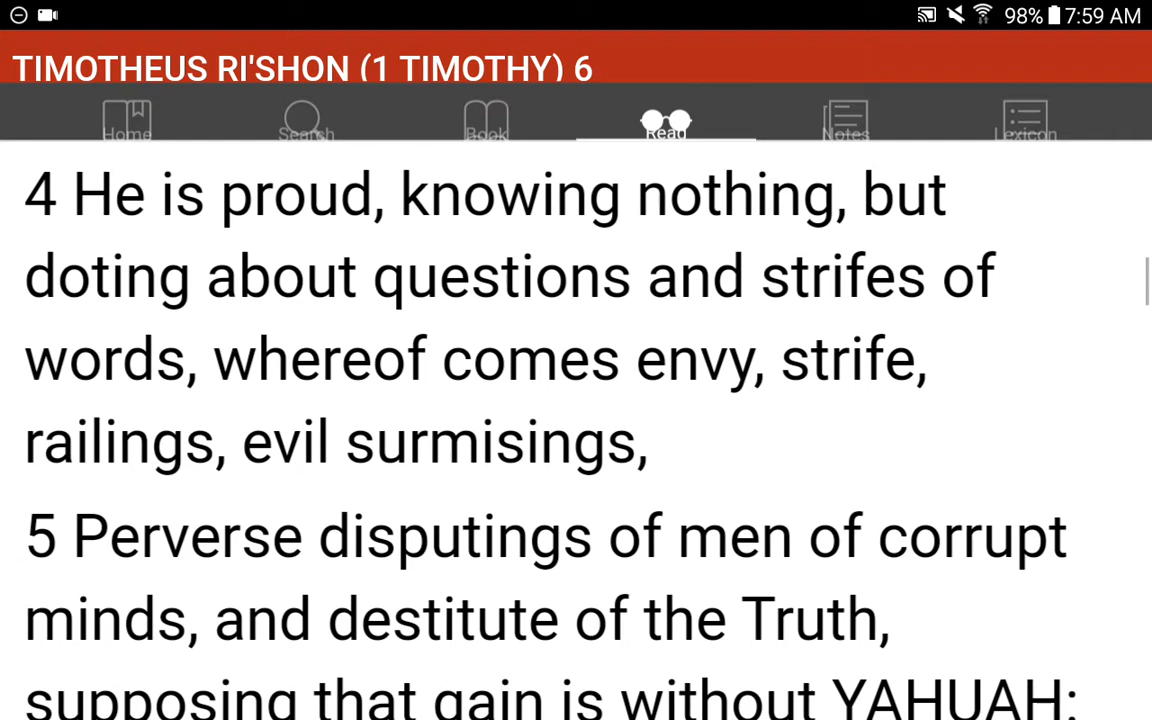 98% 7:59 AM
TIMOTHEUS RI'SHON (1 TIMOTHY) 6
Home Search Book Read Notes Lexicon
4 He is proud, knowing nothing, but
doting about questions and strifes of
words, whereof comes envy, strife,
railings, evil surmisings,
5 Perverse disputings of men of corrupt
minds, and destitute of the Truth,
supposing that gain is without YAHUAH: